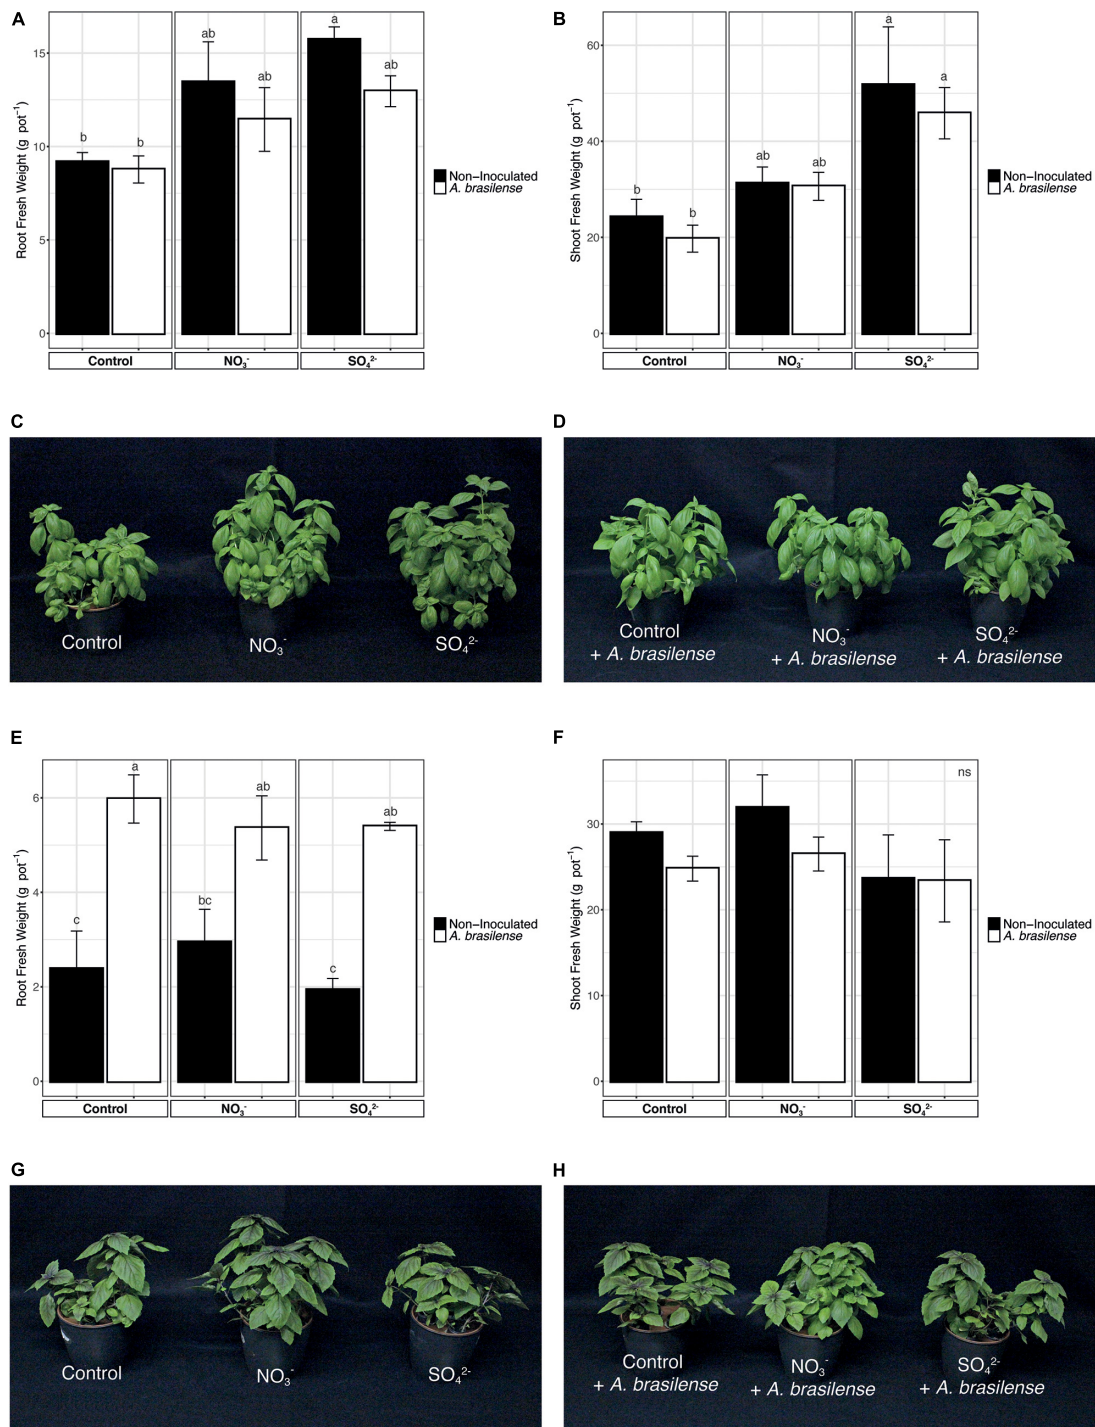 A
Root Fresh Weight (g pot⁻¹)
15
10
5
0
b
b
ab
ab
a
ab
Control
NO₃⁻
SO₄²⁻
Non−Inoculated
A. brasilense
B
Shoot Fresh Weight (g pot⁻¹)
60
40
20
0
b
b
ab
ab
a
a
Control
NO₃⁻
SO₄²⁻
Non−Inoculated
A. brasilense
C
Control
NO₃⁻
SO₄²⁻
D
Control
+ A. brasilense
NO₃⁻
+ A. brasilense
SO₄²⁻
+ A. brasilense
E
Root Fresh Weight (g pot⁻¹)
6
4
2
0
c
a
bc
ab
c
ab
Control
NO₃⁻
SO₄²⁻
Non−Inoculated
A. brasilense
F
Shoot Fresh Weight (g pot⁻¹)
30
20
10
0
ns
Control
NO₃⁻
SO₄²⁻
Non−Inoculated
A. brasilense
G
Control
NO₃⁻
SO₄²⁻
H
Control
+ A. brasilense
NO₃⁻
+ A. brasilense
SO₄²⁻
+ A. brasilense